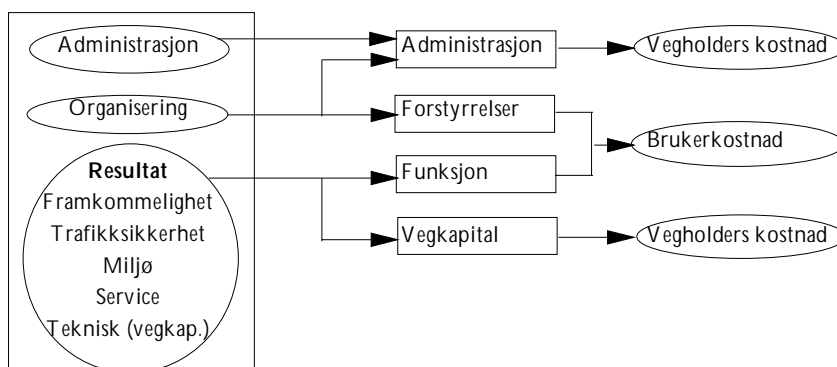 Administrasjon
Organisering
Resultat
Framkommelighet
Trafikksikkerhet
Miljø
Service
Teknisk (vegkap.)
Administrasjon
Forstyrrelser
Funksjon
Vegkapital
Vegholders kostnad
Brukerkostnad
Vegholders kostnad